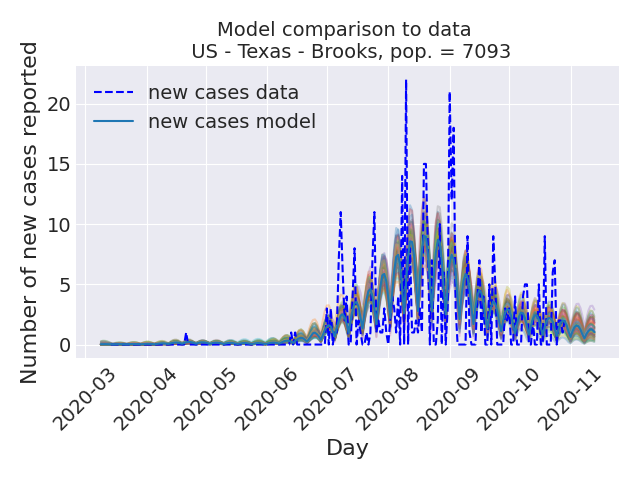 Model comparison to data
US - Texas - Brooks, pop. = 7093
Number of new cases reported
20
15
10
5
0
new cases data
new cases model
2020-03
2020-04
2020-05
2020-06
2020-07
2020-08
2020-09
2020-10
2020-11
Day